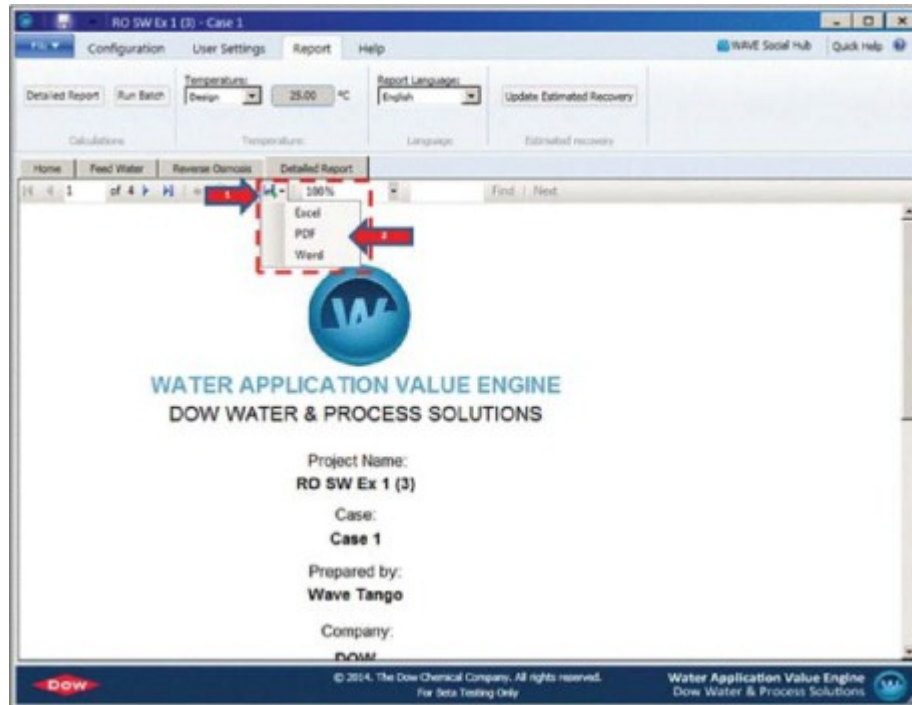 RO SW Ex 1 (3) - Case 1
File Configuration User Settings Report Help WAVE Social Hub Quick Help
Detailed Report Run Batch Temperature: Design 25.00 °C Report Language: English Update Estimated Recovery
Calculations Temperature Language Estimated recovery
Home Feed Water Reverse Osmosis Detailed Report
1 of 4 100% Find | Next
1
Excel
PDF
2
Word
W
WATER APPLICATION VALUE ENGINE
DOW WATER & PROCESS SOLUTIONS
Project Name:
RO SW Ex 1 (3)
Case:
Case 1
Prepared by:
Wave Tango
Company:
DOW
Dow
© 2014. The Dow Chemical Company. All rights reserved.
For Beta Testing Only
Water Application Value Engine
Dow Water & Process Solutions